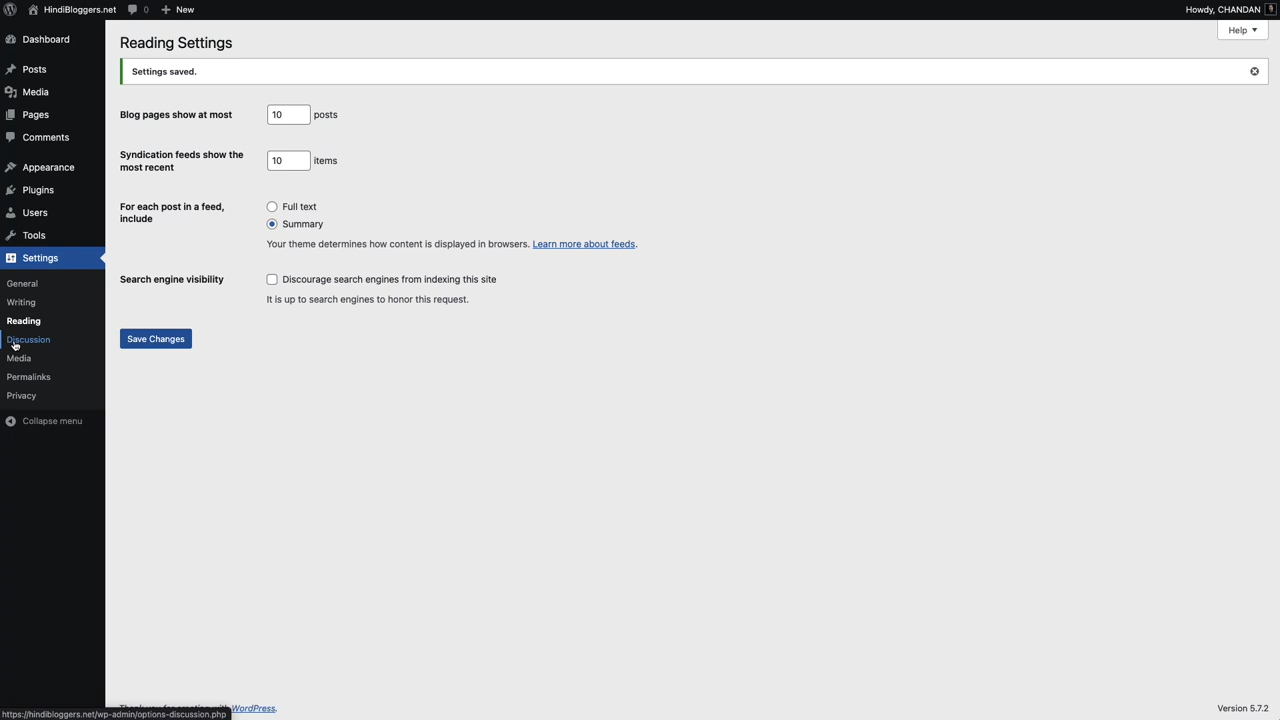 HindiBloggers.net 0 New Howdy, CHANDAN
Help
Dashboard
Posts
Media
Pages
Comments
Appearance
Plugins
Users
Tools
Settings
General
Writing
Reading
Discussion
Media
Permalinks
Privacy
Collapse menu
Reading Settings
Settings saved.
Blog pages show at most 10 posts
Syndication feeds show the
most recent
10 items
For each post in a feed,
include
Full text
Summary
Your theme determines how content is displayed in browsers. Learn more about feeds.
Search engine visibility
Discourage search engines from indexing this site
It is up to search engines to honor this request.
Save Changes
WordPress.
Version 5.7.2
https://hindibloggers.net/wp-admin/options-discussion.php